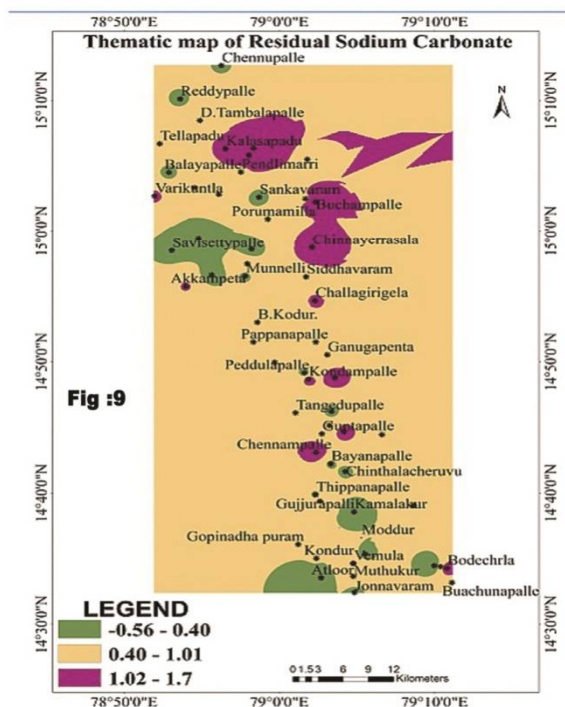 78°50'0"E 79°0'0"E 79°10'0"E
Thematic map of Residual Sodium Carbonate
Chennupalle
N
15°10'0"N 15°10'0"N
Reddypalle
D.Tambalapalle
Tellapadu
Kalasapadu
Balayapalle Pendlimarri
Varikuntla
Sankavaram
Buchampalle
Porumamilla
15°0'0"N 15°0'0"N
Savisettypalle
Chinnayerrasala
Munnelli Siddhavaram
Akkampeta
Challagirigela
B.Kodur.
Pappanapalle
Ganugapenta
14°50'0"N 14°50'0"N
Peddulapalle
Kondampalle
Fig :9
Tangedupalle
Guptapalle
Chennampalle
Bayanapalle
Chinthalacheruvu
14°40'0"N 14°40'0"N
Thippanapalle
Gujjurapalli Kamalakur
Moddur
Gopinadha puram
Kondur Vemula
Bodechrla
Atloor Muthukur
Jonnavaram
Buachunapalle
14°30'0"N 14°30'0"N
LEGEND
-0.56 - 0.40
0.40 - 1.01
1.02 - 1.7
0 1.53 6 9 12
Kilometers
78°50'0"E 79°0'0"E 79°10'0"E